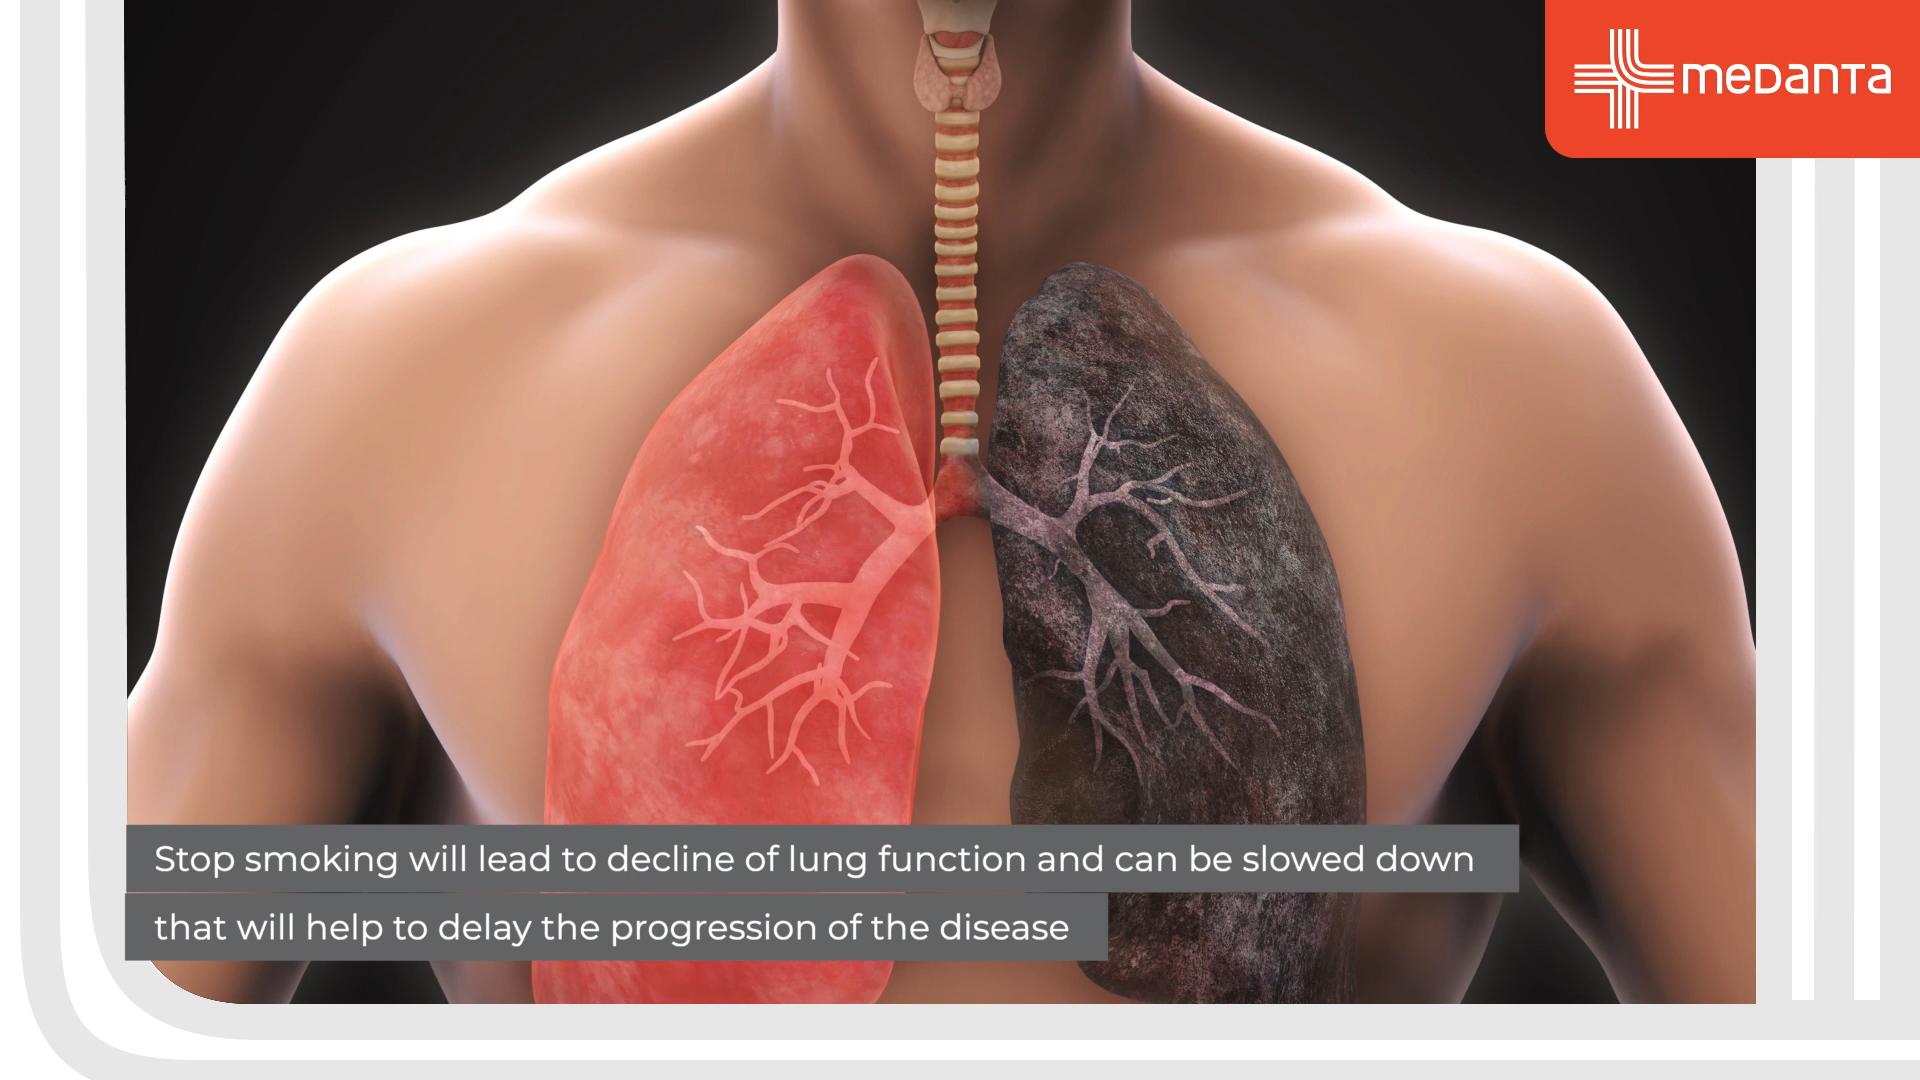 meDanTa
Stop smoking will lead to decline of lung function and can be slowed down
that will help to delay the progression of the disease